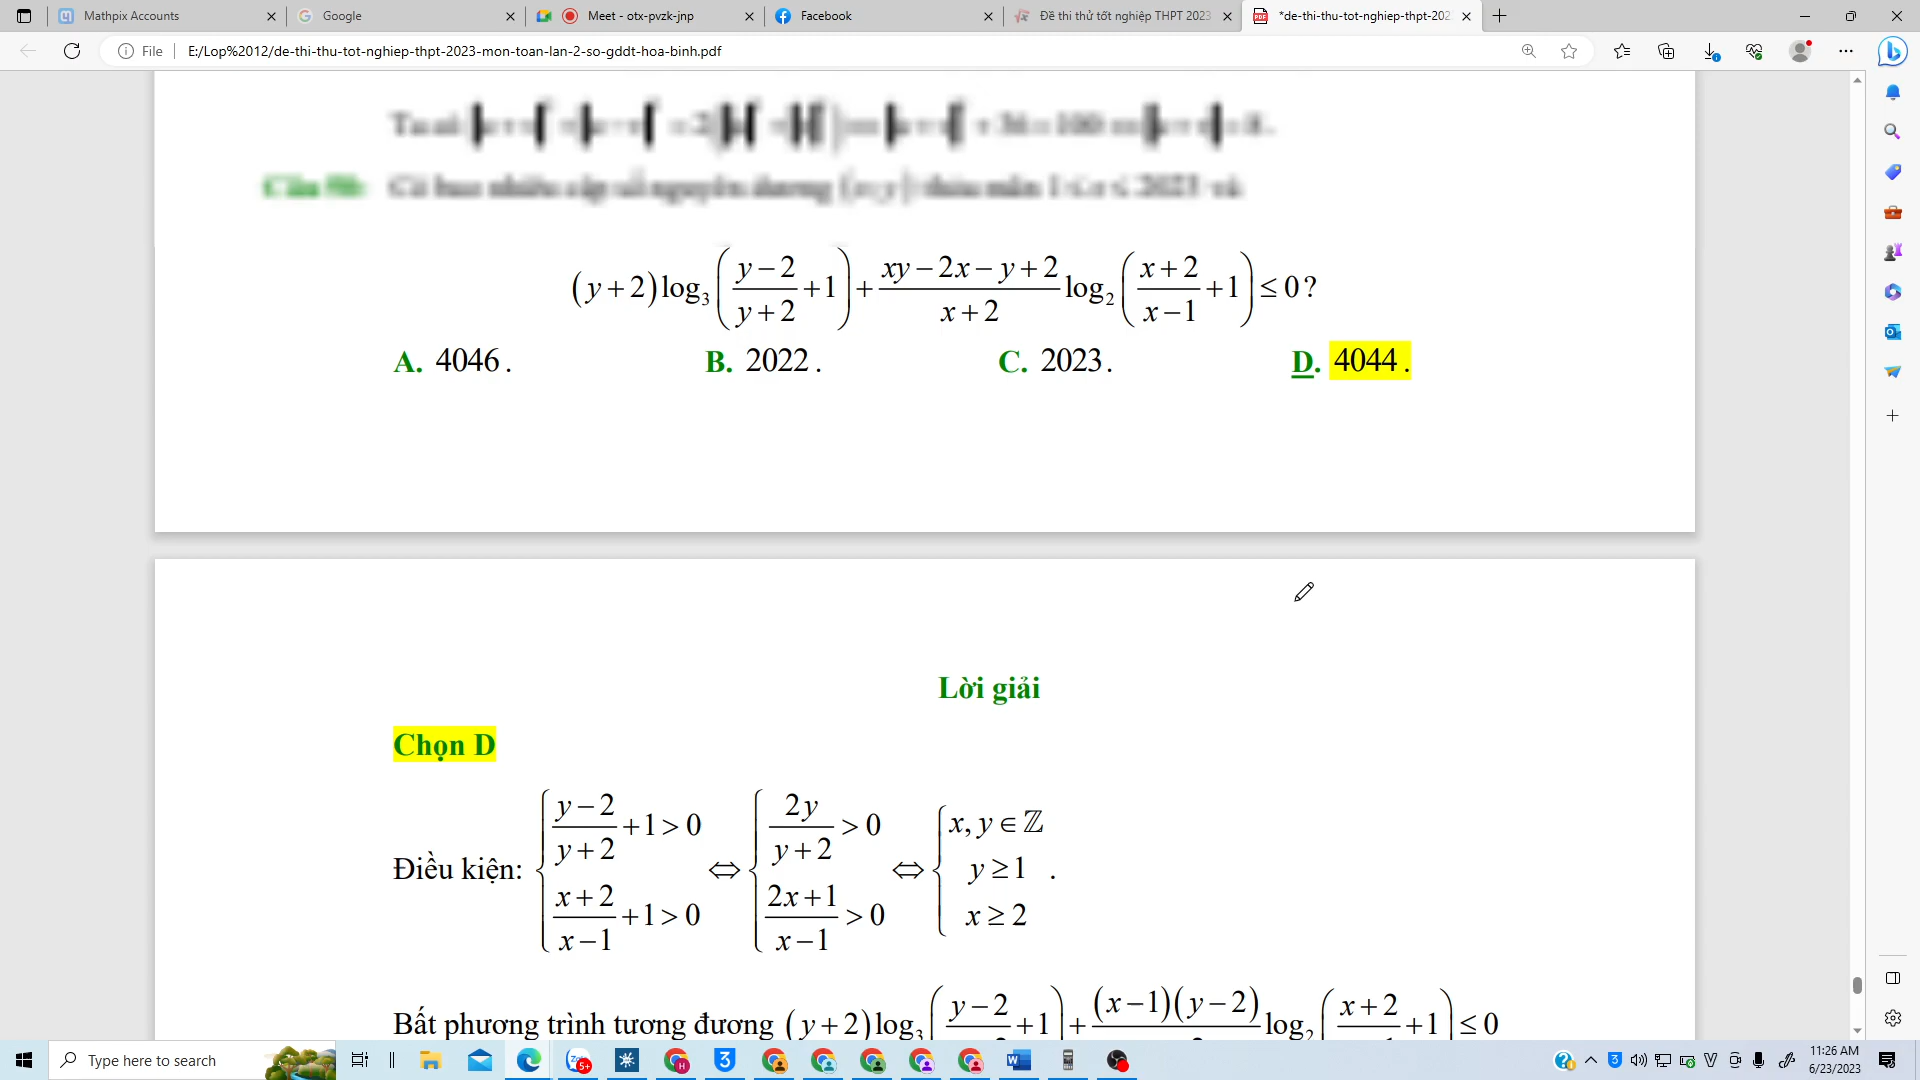 Mathpix Accounts
Google
Meet - otx-pvzk-jnp
Facebook
Đề thi thử tốt nghiệp THPT 2023
*de-thi-thu-tot-nghiep-thpt-202
File
E:/Lop%2012/de-thi-thu-tot-nghiep-thpt-2023-mon-toan-lan-2-so-gddt-hoa-binh.pdf
(y+2)log₃((y−2)/(y+2)+1)+(xy−2x−y+2)/(x+2) log₂((x+2)/(x−1)+1)≤0?
A. 4046. B. 2022. C. 2023. D. 4044.
Lời giải
Chọn D
Điều kiện: {(y−2)/(y+2)+1>0; (x+2)/(x−1)+1>0 ⇔ {2y/(y+2)>0; (2x+1)/(x−1)>0 ⇔ {x, y∈ℤ; y≥1; x≥2.
Bất phương trình tương đương (y+2)log₃((y−2)/ +1)+(x−1)(y−2)/ log₂((x+2)/ +1)≤0
Type here to search
11:26 AM
6/23/2023